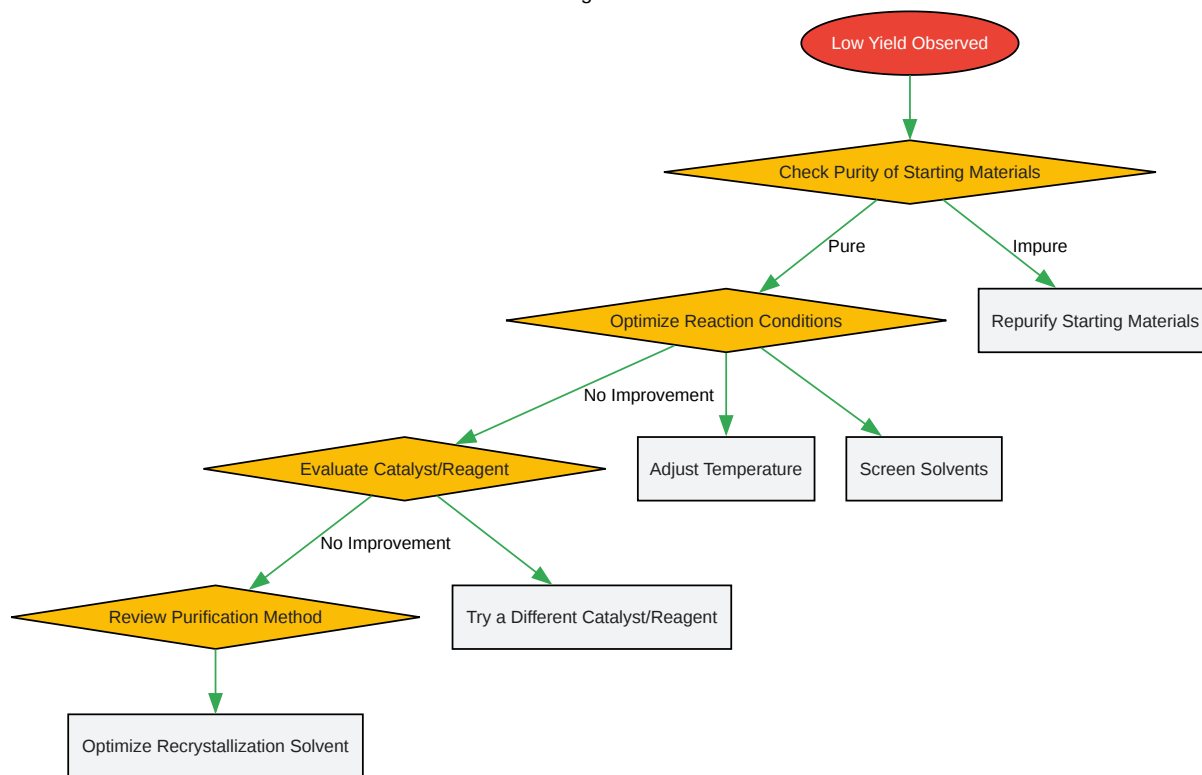 Low Yield Observed
Check Purity of Starting Materials
Pure
Impure
Optimize Reaction Conditions
Repurify Starting Materials
No Improvement
Evaluate Catalyst/Reagent
Adjust Temperature
Screen Solvents
No Improvement
Review Purification Method
Try a Different Catalyst/Reagent
Optimize Recrystallization Solvent